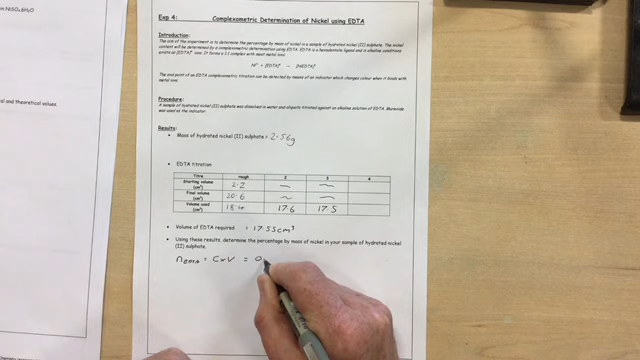 n NiSO4.6H2O
Exp 4: Complexometric Determination of Nickel using EDTA
Introduction:
The aim of the experiment is to determine the percentage by mass of nickel in a sample of hydrated nickel (II) sulphate. The nickel
content will be determined by a complexometric determination using EDTA. EDTA is a hexadentate ligand and in alkaline conditions
exists as [EDTA]4- ions. It forms a 1:1 complex with most metal ions:
The end point of an EDTA complexometric titration can be detected by means of an indicator which changes colour when it binds with
metal ions.
al and theoretical values.
Procedure:
A sample of hydrated nickel (II) sulphate was dissolved in water and aliquots titrated against an alkaline solution of EDTA. Murexide
was used as the indicator.
Results:
• Mass of hydrated nickel (II) sulphate = 2.56g
• EDTA titration:
Titre rough 2 3 4
Starting volume (cm3) 2.2 ~ ~
Final volume (cm3) 20.6 ~ ~
Volume used (cm3) 18.4 17.6 17.5
• Volume of EDTA required = 17.55cm3
• Using these results, determine the percentage by mass of nickel in your sample of hydrated nickel
(II) sulphate.
nEDTA = C x V = 0